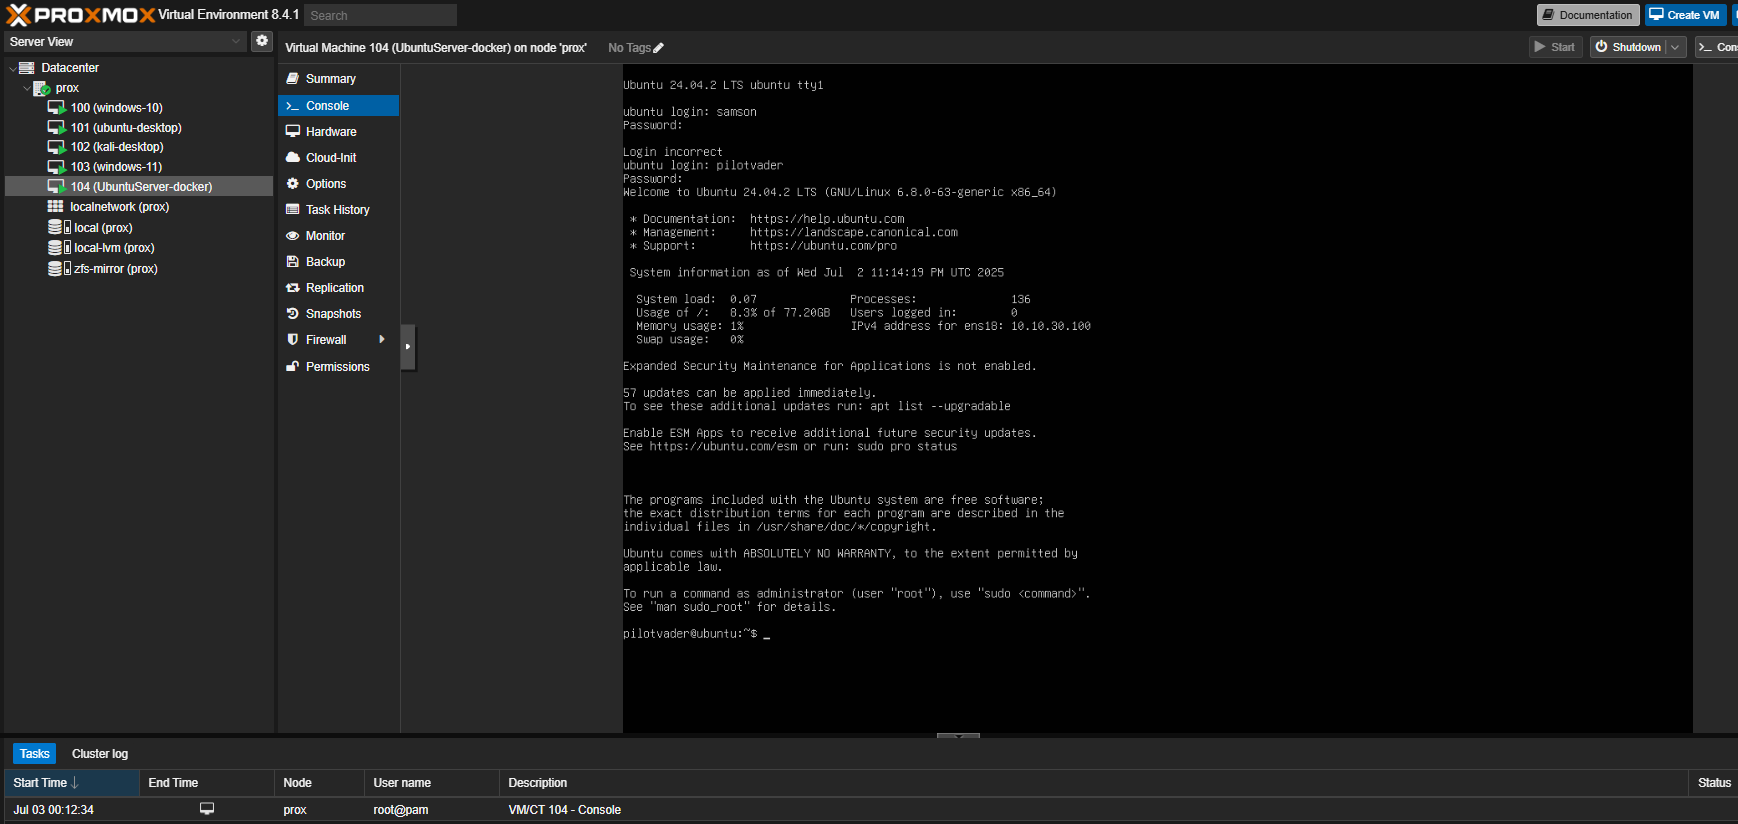 PROXMOX Virtual Environment 8.4.1 Search
Documentation Create VM
Server View
Virtual Machine 104 (UbuntuServer-docker) on node 'prox' No Tags
Start Shutdown
Datacenter
prox
100 (windows-10)
101 (ubuntu-desktop)
102 (kali-desktop)
103 (windows-11)
104 (UbuntuServer-docker)
localnetwork (prox)
local (prox)
local-lvm (prox)
zfs-mirror (prox)
Summary
Console
Hardware
Cloud-Init
Options
Task History
Monitor
Backup
Replication
Snapshots
Firewall
Permissions
Ubuntu 24.04.2 LTS ubuntu tty1
ubuntu login: samson
Password:
Login incorrect
ubuntu login: pilotvader
Password:
Welcome to Ubuntu 24.04.2 LTS (GNU/Linux 6.8.0-63-generic x86_64)
* Documentation: https://help.ubuntu.com
* Management: https://landscape.canonical.com
* Support: https://ubuntu.com/pro
System information as of Wed Jul 2 11:14:19 PM UTC 2025
System load: 0.07 Processes: 136
Usage of /: 8.3% of 77.20GB Users logged in: 0
Memory usage: 1% IPv4 address for ens18: 10.10.30.100
Swap usage: 0%
Expanded Security Maintenance for Applications is not enabled.
57 updates can be applied immediately.
To see these additional updates run: apt list --upgradable
Enable ESM Apps to receive additional future security updates.
See https://ubuntu.com/esm or run: sudo pro status
The programs included with the Ubuntu system are free software;
the exact distribution terms for each program are described in the
individual files in /usr/share/doc/*/copyright.
Ubuntu comes with ABSOLUTELY NO WARRANTY, to the extent permitted by
applicable law.
To run a command as administrator (user "root"), use "sudo <command>".
See "man sudo_root" for details.
pilotvader@ubuntu:~$ _
Tasks Cluster log
Start Time End Time Node User name Description Status
Jul 03 00:12:34 prox root@pam VM/CT 104 - Console